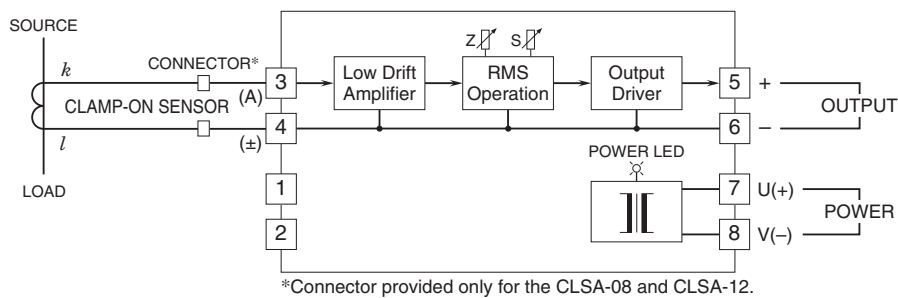 SOURCE
k
CONNECTOR*
3
(A)
CLAMP-ON SENSOR
l
4
(±)
LOAD
1
2
Z
S
Low Drift
Amplifier
RMS
Operation
Output
Driver
5
+
OUTPUT
6
–
POWER LED
7
U(+)
POWER
8
V(–)
*Connector provided only for the CLSA-08 and CLSA-12.